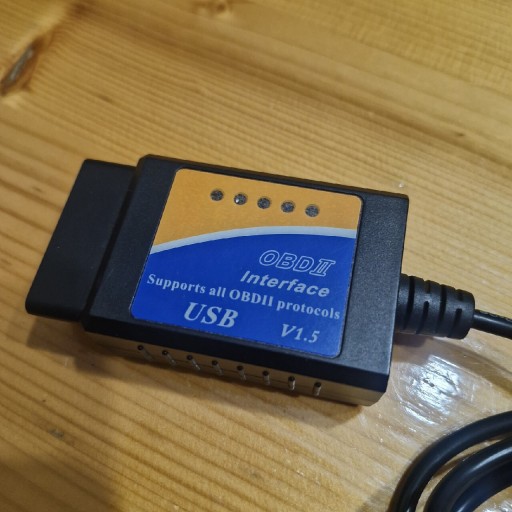 OBDII
Interface
Supports all OBDII protocols
USB
V1.5